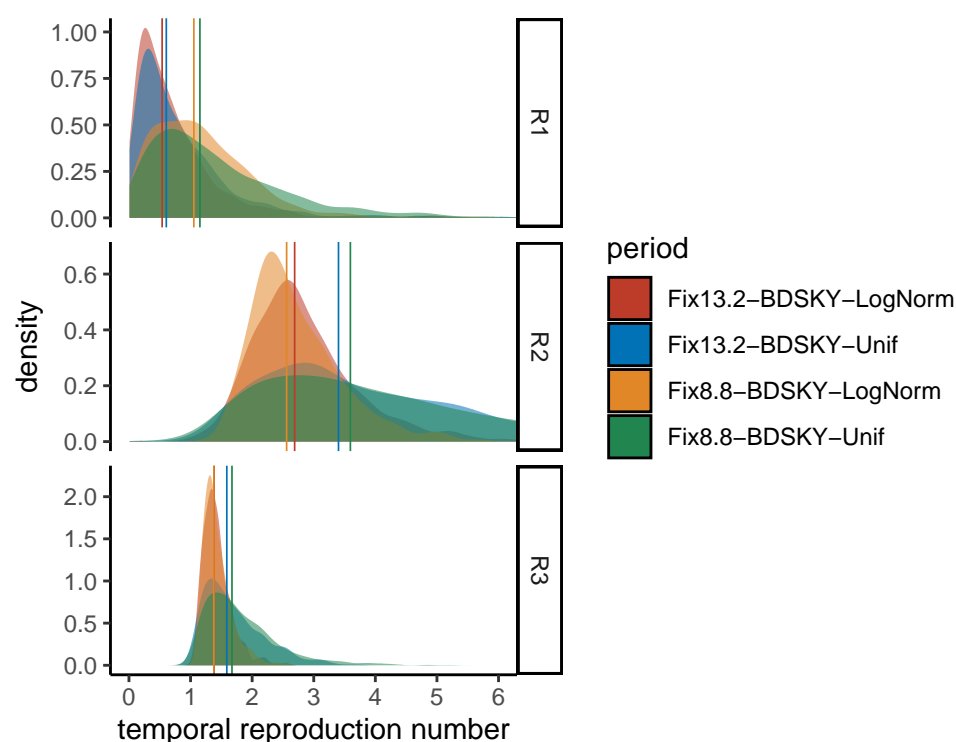 1.00
0.75
0.50
0.25
0.00
R1
0.6
0.4
0.2
0.0
R2
2.0
1.5
1.0
0.5
0.0
R3
density
0 1 2 3 4 5 6
temporal reproduction number
period
Fix13.2−BDSKY−LogNorm
Fix13.2−BDSKY−Unif
Fix8.8−BDSKY−LogNorm
Fix8.8−BDSKY−Unif